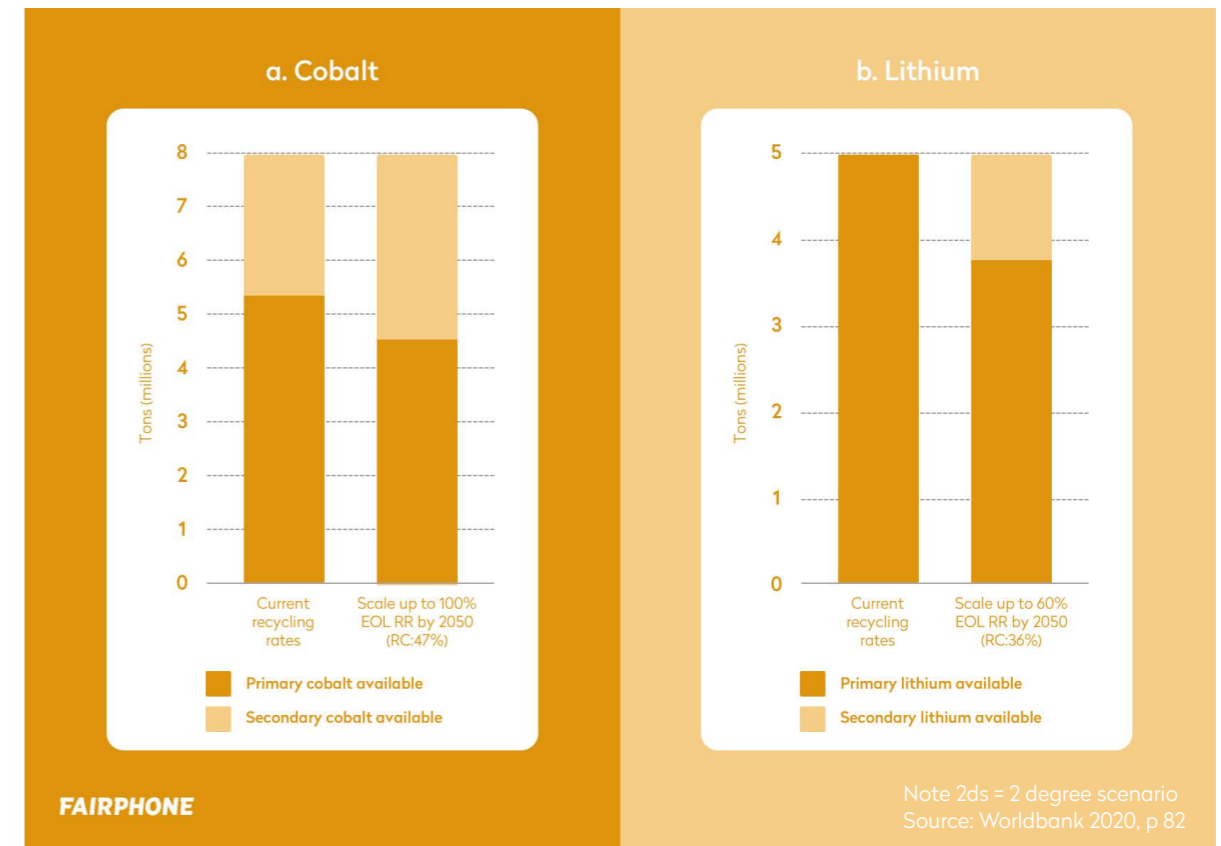 a. Cobalt
8
7
6
5
4
3
2
1
0
Tons (millions)
Current
recycling
rates
Scale up to 100%
EOL RR by 2050
(RC:47%)
Primary cobalt available
Secondary cobalt available
b. Lithium
5
4
3
2
1
0
Tons (millions)
Current
recycling
rates
Scale up to 60%
EOL RR by 2050
(RC:36%)
Primary lithium available
Secondary lithium available
FAIRPHONE
Note 2ds = 2 degree scenario
Source: Worldbank 2020, p 82